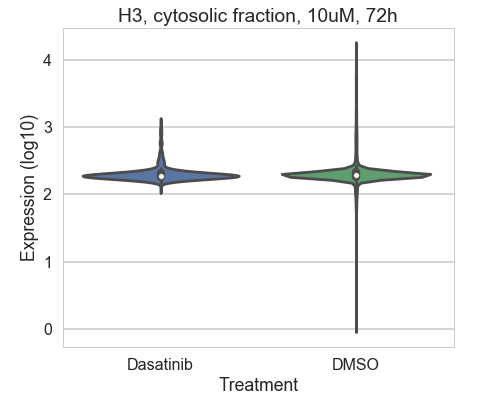 H3, cytosolic fraction, 10uM, 72h
Expression (log10)
4
3
2
1
0
Dasatinib
DMSO
Treatment